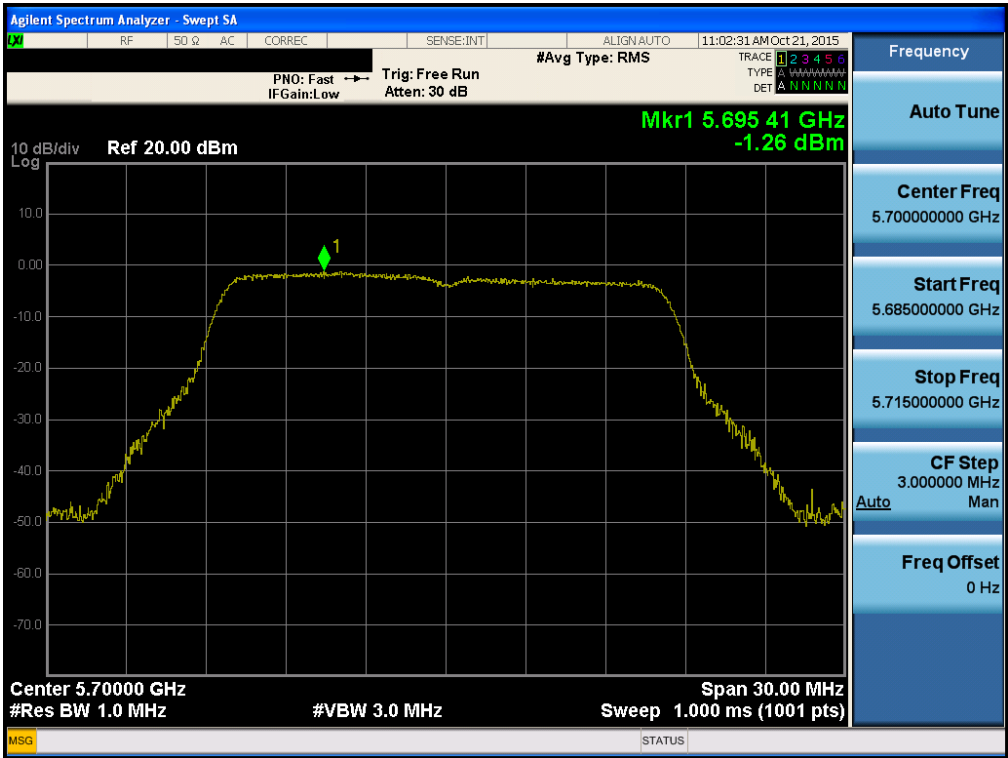 Agilent Spectrum Analyzer - Swept SA
LXI RF 50 Ω AC CORREC SENSE:INT ALIGN AUTO 11:02:31 AM Oct 21, 2015
#Avg Type: RMS
TRACE 1 2 3 4 5 6
PNO: Fast Trig: Free Run
TYPE A WWWWW
IFGain:Low Atten: 30 dB
DET A N N N N N
Mkr1 5.695 41 GHz
-1.26 dBm
10 dB/div Ref 20.00 dBm
Log
1
10.0
0.00
-10.0
-20.0
-30.0
-40.0
-50.0
-60.0
-70.0
Center 5.70000 GHz Span 30.00 MHz
#Res BW 1.0 MHz #VBW 3.0 MHz Sweep 1.000 ms (1001 pts)
MSG STATUS
Frequency
Auto Tune
Center Freq
5.700000000 GHz
Start Freq
5.685000000 GHz
Stop Freq
5.715000000 GHz
CF Step
3.000000 MHz
Auto Man
Freq Offset
0 Hz